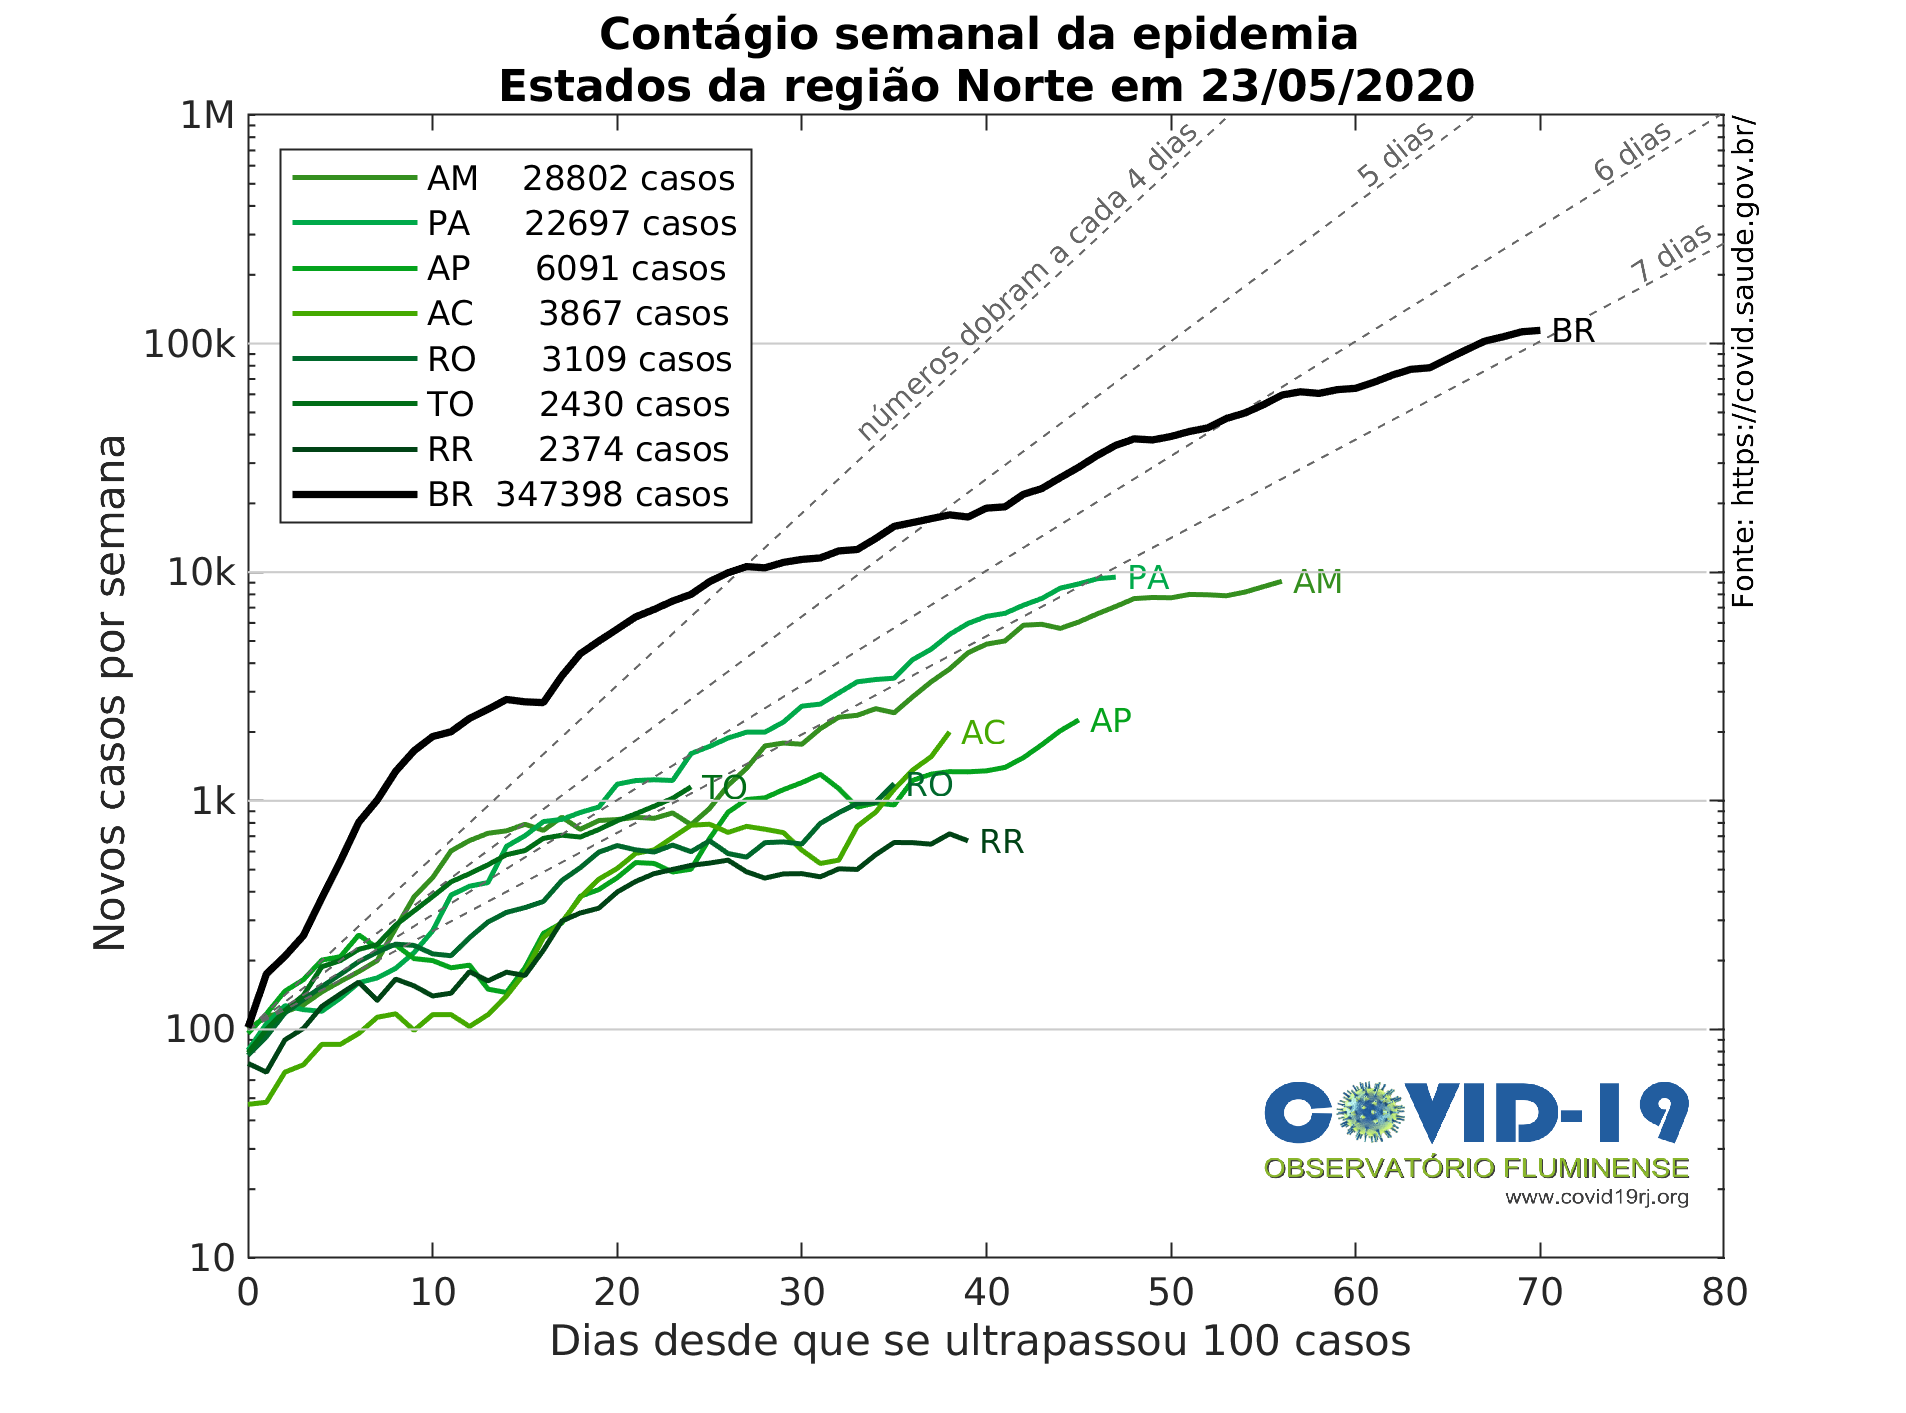 Contágio semanal da epidemia
Estados da região Norte em 23/05/2020
1M
100k
10k
1k
100
10
Novos casos por semana
AM 28802 casos
PA 22697 casos
AP 6091 casos
AC 3867 casos
RO 3109 casos
TO 2430 casos
RR 2374 casos
BR 347398 casos
números dobram a cada 4 dias
5 dias
6 dias
7 dias
BR
PA
AM
AP
AC
TO
RO
RR
Fonte: https://covid.saude.gov.br/
COVID-19
OBSERVATÓRIO FLUMINENSE
www.covid19rj.org
0 10 20 30 40 50 60 70 80
Dias desde que se ultrapassou 100 casos